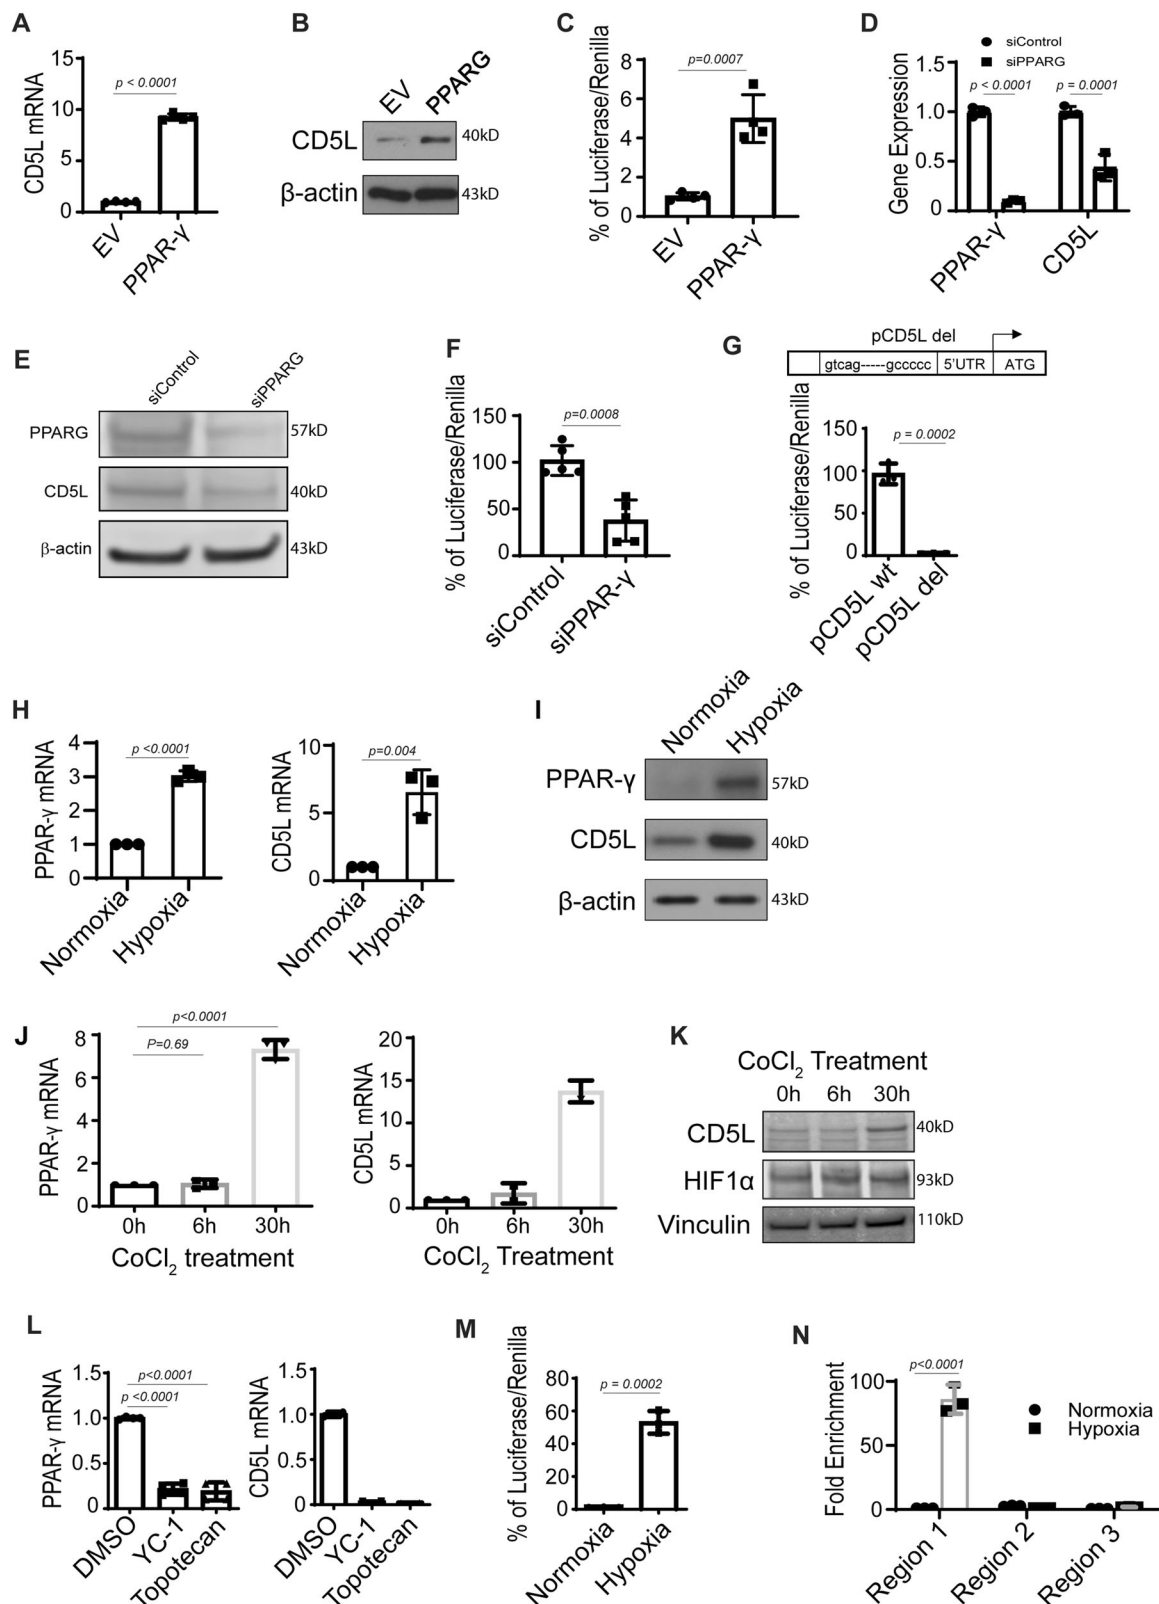 A
CD5L mRNA
15
10
5
0
p < 0.0001
EV
PPAR-γ
B
EV
PPARG
CD5L
40kD
β-actin
43kD
C
% of Luciferase/Renilla
8
6
4
2
0
p=0.0007
EV
PPAR-γ
D
siControl
siPPARG
Gene Expression
1.5
1.0
0.5
0
p < 0.0001
p = 0.0001
PPAR-γ
CD5L
E
siControl
siPPARG
PPARG
57kD
CD5L
40kD
β-actin
43kD
F
% of Luciferase/Renilla
150
100
50
0
p=0.0008
siControl
siPPAR-γ
G
pCD5L del
gtcag-----gccccc
5'UTR
ATG
% of Luciferase/Renilla
150
100
50
0
p = 0.0002
pCD5L wt
pCD5L del
H
PPAR-γ mRNA
4
3
2
1
0
p <0.0001
Normoxia
Hypoxia
CD5L mRNA
10
5
0
p=0.004
Normoxia
Hypoxia
I
Normoxia
Hypoxia
PPAR-γ
57kD
CD5L
40kD
β-actin
43kD
J
PPAR-γ mRNA
8
6
4
2
0
p<0.0001
P=0.69
0h
6h
30h
CoCl2 treatment
CD5L mRNA
20
15
10
5
0
0h
6h
30h
CoCl2 Treatment
K
CoCl2 Treatment
0h 6h 30h
CD5L
40kD
HIF1α
93kD
Vinculin
110kD
L
PPAR-γ mRNA
1.5
1.0
0.5
0
p<0.0001
p <0.0001
DMSO
YC-1
Topotecan
CD5L mRNA
1.5
1.0
0.5
0
DMSO
YC-1
Topotecan
M
% of Luciferase/Renilla
80
60
40
20
0
p = 0.0002
Normoxia
Hypoxia
N
Fold Enrichment
100
50
0
p<0.0001
Normoxia
Hypoxia
Region 1
Region 2
Region 3